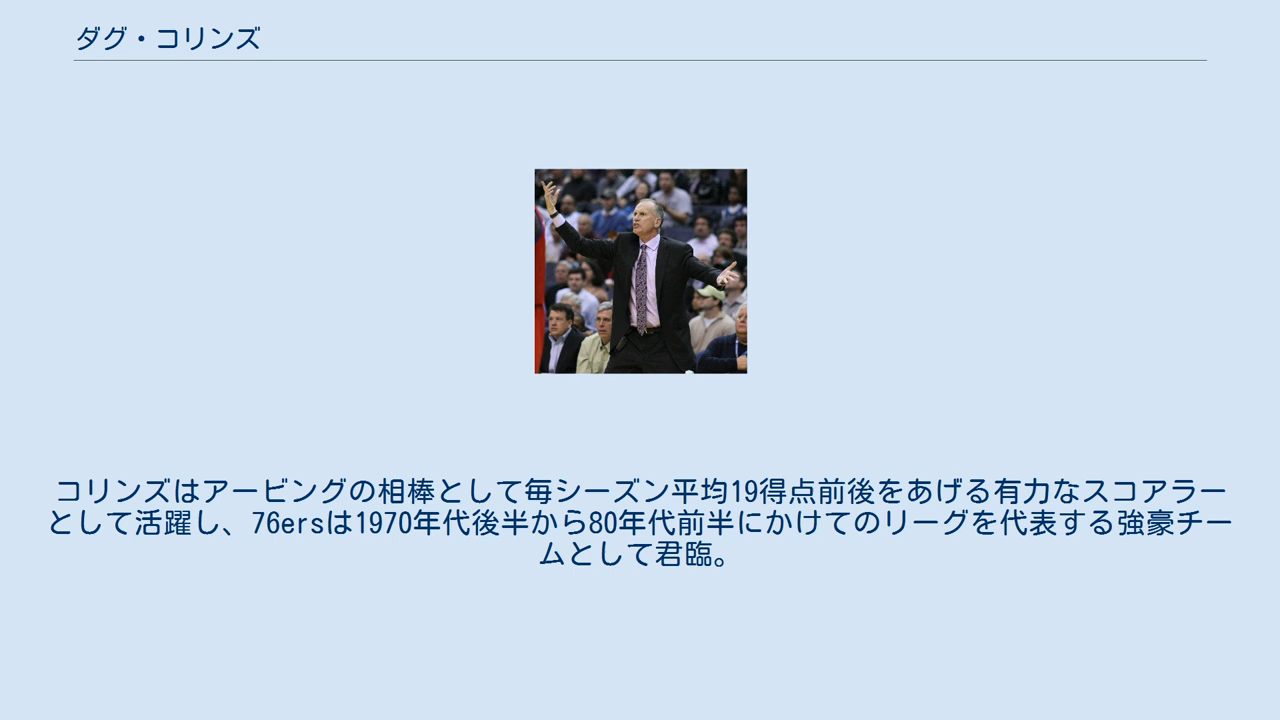 ダグ・コリンズ
コリンズはアービングの相棒として毎シーズン平均19得点前後をあげる有力なスコアラー
として活躍し、76ersは1970年代後半から80年代前半にかけてのリーグを代表する強豪チー
ムとして君臨。